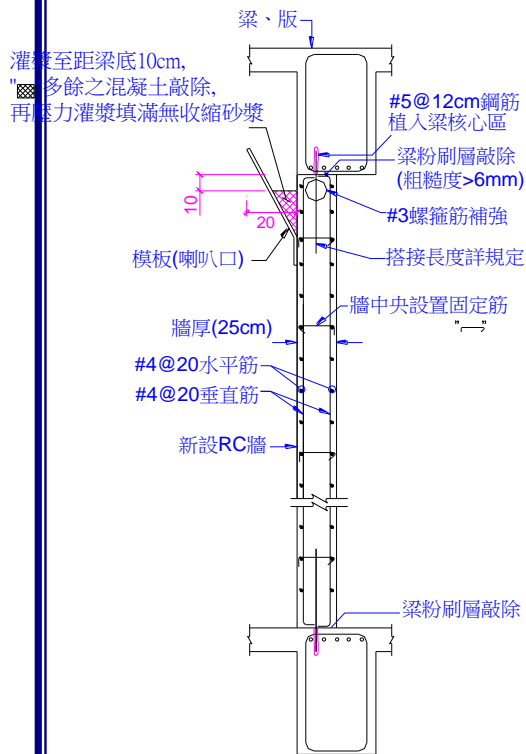 梁、版
灌漿至距梁底10cm,
"▩"多餘之混凝土敲除,
再壓力灌漿填滿無收縮砂漿
#5@12cm鋼筋
植入梁核心區
梁粉刷層敲除
(粗糙度>6mm)
10
20
#3螺箍筋補強
模板(喇叭口)
搭接長度詳規定
牆中央設置固定筋
" "
牆厚(25cm)
#4@20水平筋
#4@20垂直筋
新設RC牆
梁粉刷層敲除